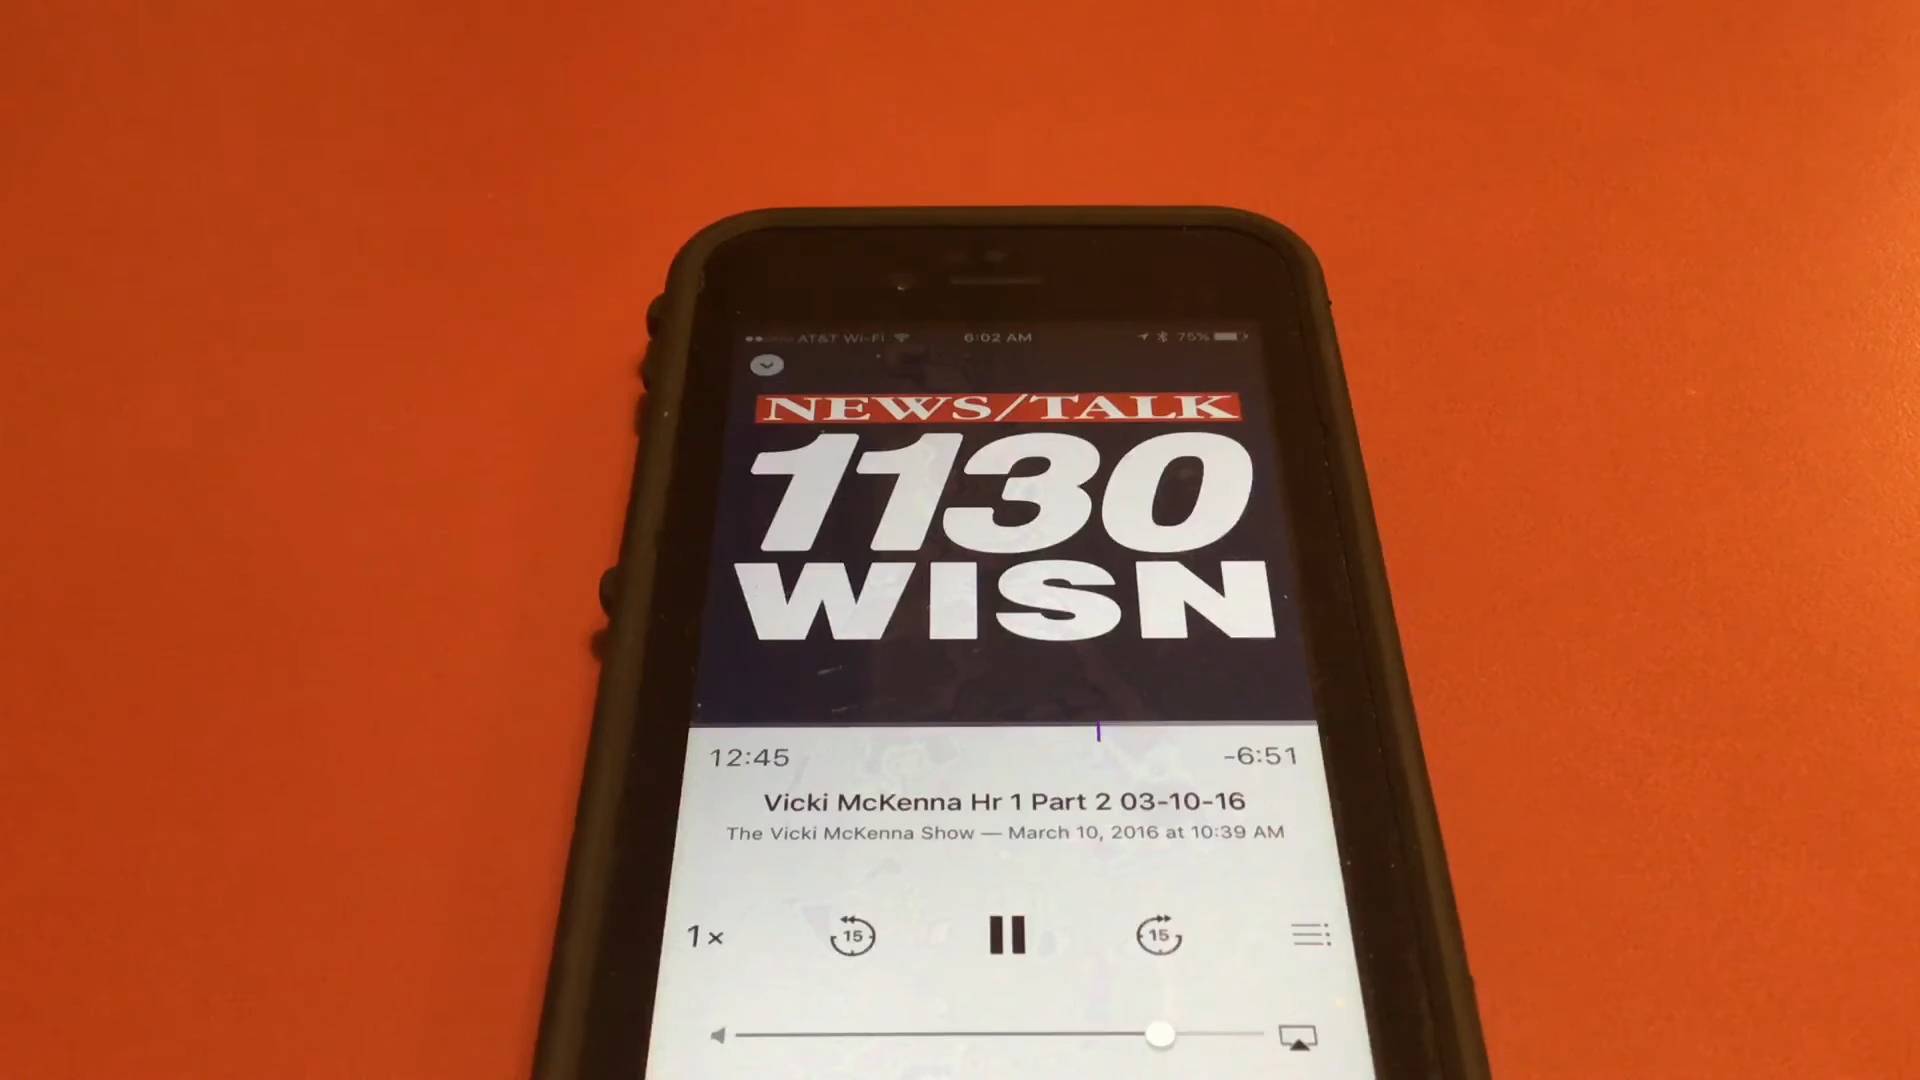 AT&T Wi-Fi 6:02 AM 75%
NEWS/TALK
1130
WISN
12:45 -6:51
Vicki McKenna Hr 1 Part 2 03-10-16
The Vicki McKenna Show — March 10, 2016 at 10:39 AM
1× 15 15